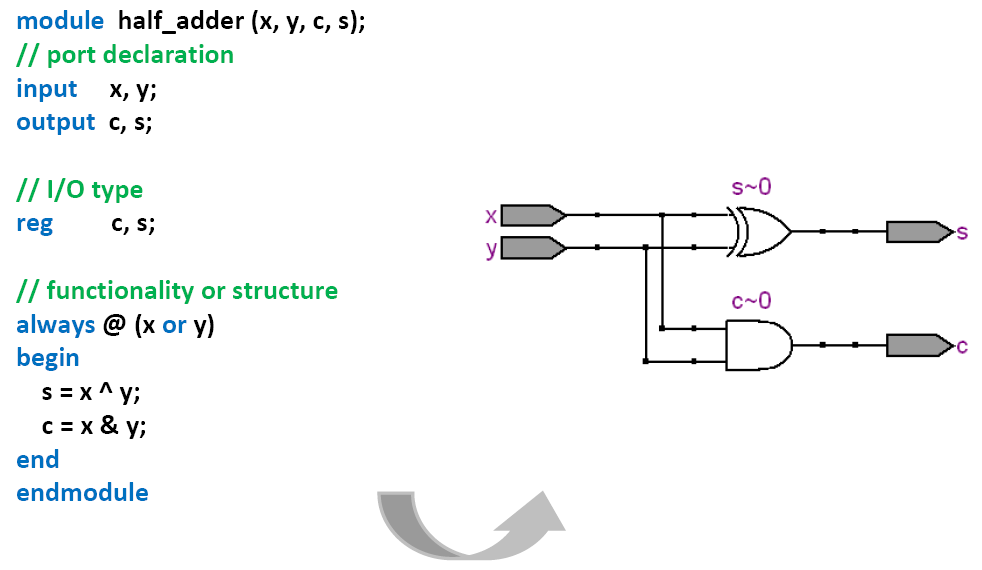 module half_adder (x, y, c, s);
// port declaration
input x, y;
output c, s;
// I/O type
reg c, s;
// functionality or structure
always @ (x or y)
begin
s = x ^ y;
c = x & y;
end
endmodule
s~0
x
y
s
c~0
c